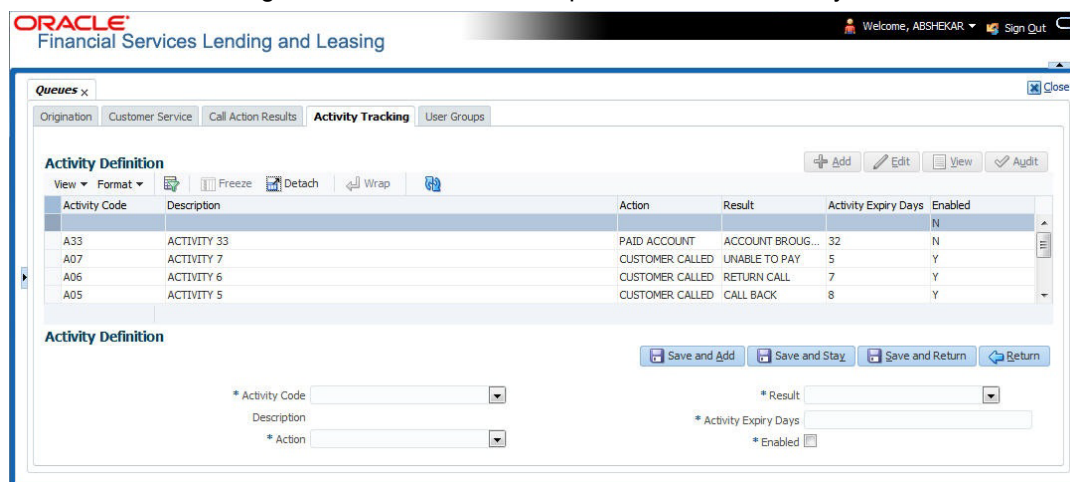 ORACLE
Financial Services Lending and Leasing
Welcome, ABSHEKAR Sign Out
Queues x
Close
Origination Customer Service Call Action Results Activity Tracking User Groups
Activity Definition
Add Edit View Audit
View Format Freeze Detach Wrap
Activity Code Description Action Result Activity Expiry Days Enabled
N
A33 ACTIVITY 33 PAID ACCOUNT ACCOUNT BROUG... 32 N
A07 ACTIVITY 7 CUSTOMER CALLED UNABLE TO PAY 5 Y
A06 ACTIVITY 6 CUSTOMER CALLED RETURN CALL 7 Y
A05 ACTIVITY 5 CUSTOMER CALLED CALL BACK 8 Y
Activity Definition
Save and Add Save and Stay Save and Return Return
* Activity Code * Result
Description * Activity Expiry Days
* Action * Enabled